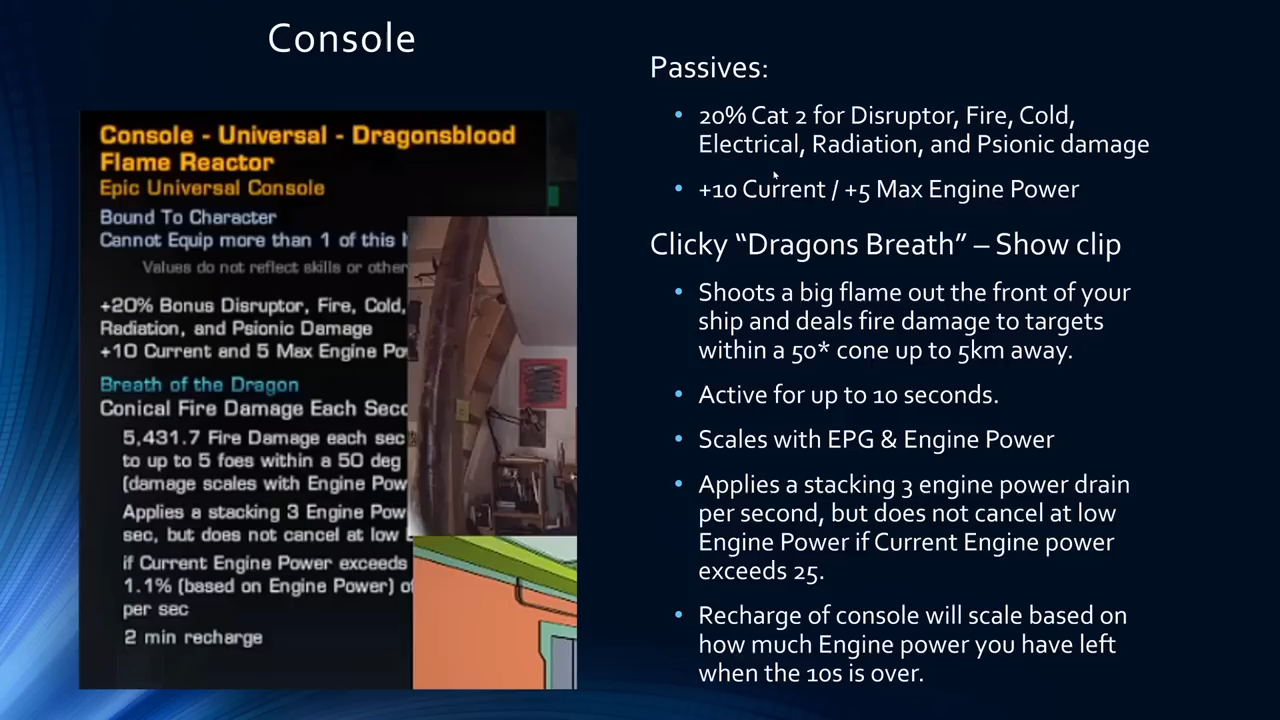 Console
Console - Universal - Dragonsblood
Flame Reactor
Epic Universal Console
Bound To Character
Cannot Equip more than 1 of this
Values do not reflect skills or other
+20% Bonus Disruptor, Fire, Cold,
Radiation, and Psionic Damage
+10 Current and 5 Max Engine
Breath of the Dragon
Conical Fire Damage Each
5,431.7 Fire Damage each sec
to up to 5 foes within a 50 deg
(damage scales with Engine
Applies a stacking 3 Engine
sec, but does not cancel at low
if Current Engine Power exceeds
1.1% (based on Engine Power)
per sec
2 min recharge
Passives:
• 20% Cat 2 for Disruptor, Fire, Cold,
Electrical, Radiation, and Psionic damage
• +10 Current / +5 Max Engine Power
Clicky “Dragons Breath” – Show clip
• Shoots a big flame out the front of your
ship and deals fire damage to targets
within a 50* cone up to 5km away.
• Active for up to 10 seconds.
• Scales with EPG & Engine Power
• Applies a stacking 3 engine power drain
per second, but does not cancel at low
Engine Power if Current Engine power
exceeds 25.
• Recharge of console will scale based on
how much Engine power you have left
when the 10s is over.